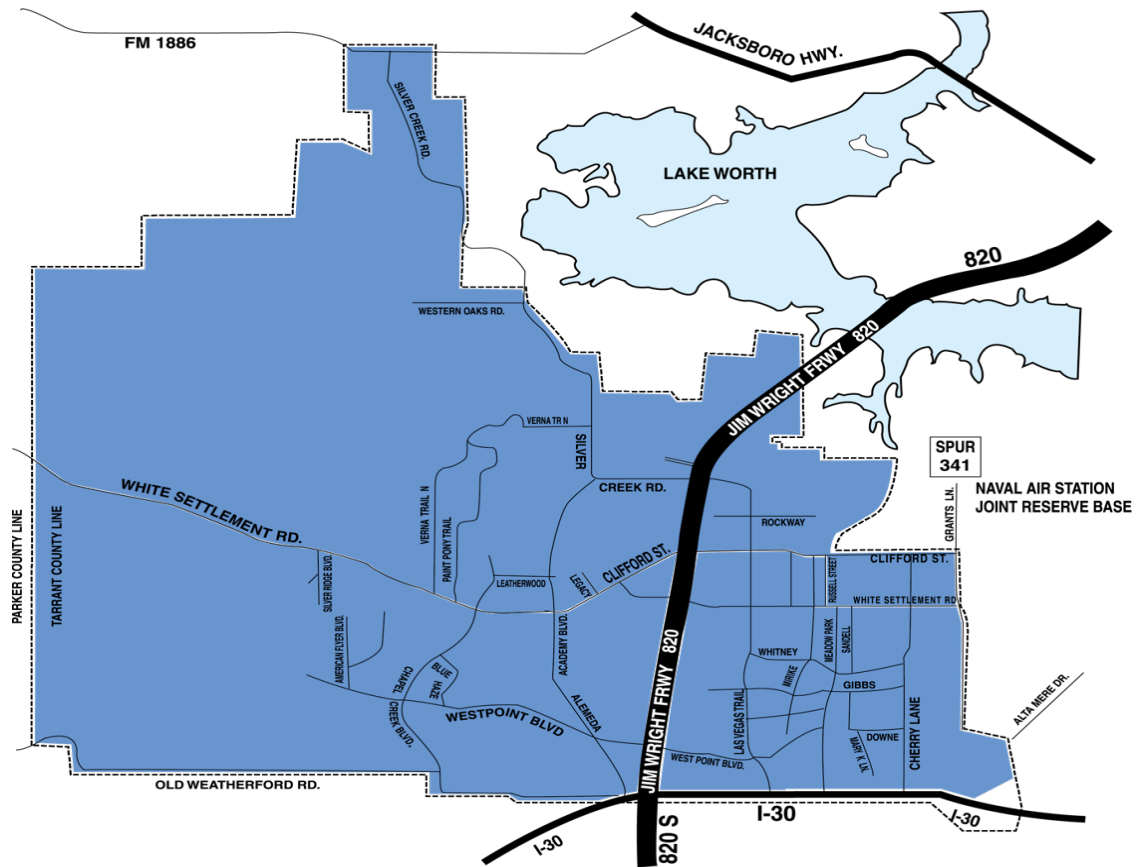 FM 1886
JACKSBORO HWY.
SILVER CREEK RD.
LAKE WORTH
820
WESTERN OAKS RD.
JIM WRIGHT FRWY 820
VERNA TR N
SILVER
CREEK RD.
SPUR
341
NAVAL AIR STATION
JOINT RESERVE BASE
GRANTS LN.
WHITE SETTLEMENT RD.
VERNA TRAIL N
PAINT PONY TRAIL
ROCKWAY
PARKER COUNTY LINE
TARRANT COUNTY LINE
CLIFFORD ST.
CLIFFORD ST.
SILVER RIDGE BLVD.
LEATHERWOOD
LEGACY
RUSSELL STREET
WHITE SETTLEMENT RD
AMERICAN FLYER BLVD.
ACADEMY BLVD.
JIM WRIGHT FRWY 820
WHITNEY
MIRIKE
MEADOW PARK
SANDELL
CHAPEL
CREEK BLVD.
BLUE
HAZE
GIBBS
ALEMEDA
WESTPOINT BLVD
LAS VEGAS TRAIL
CHERRY LANE
ALTA MERE DR.
DOWNE
MARY K LN.
WEST POINT BLVD.
OLD WEATHERFORD RD.
I-30
I-30
I-30
820 S